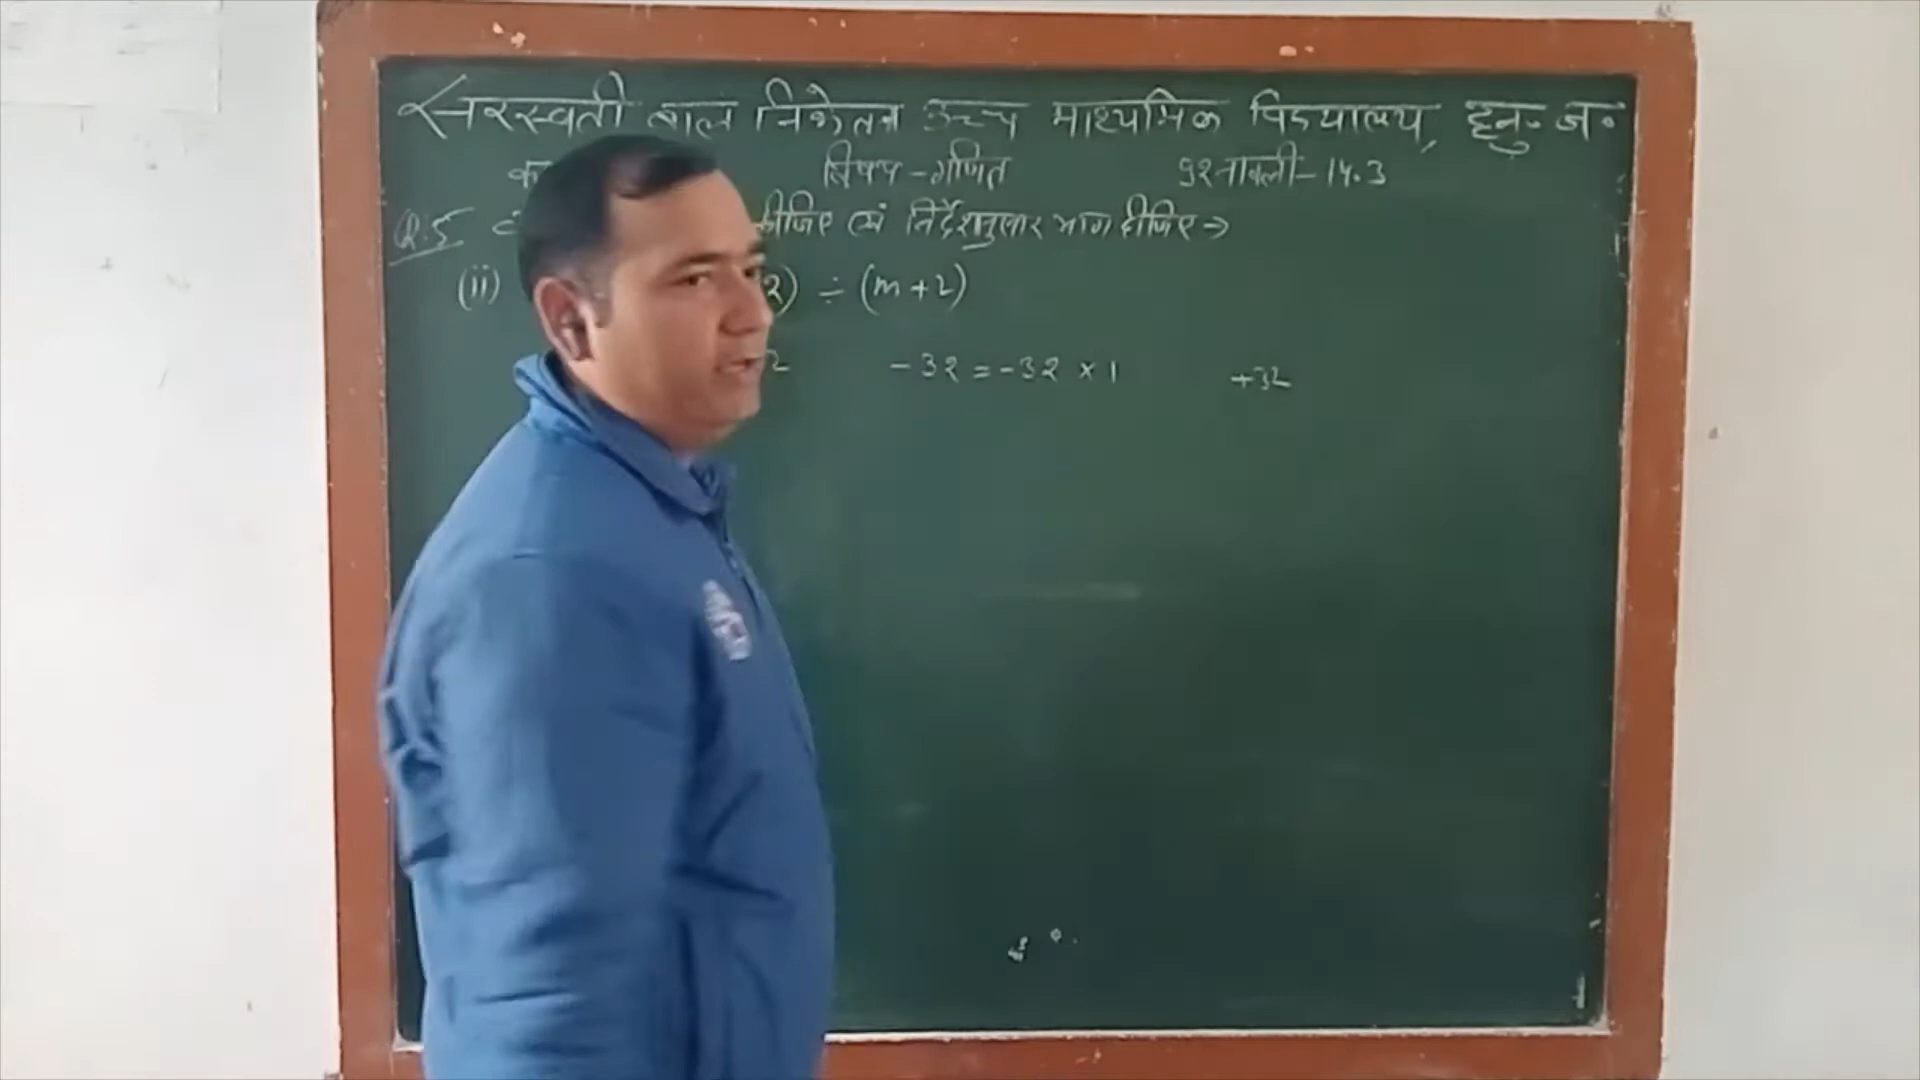 सरस्वती बाल निकेतन उच्च माध्यमिक विद्यालय, हनु॰ ज॰
विषय - गणित प्रश्नावली - 14.3
Q.5 कीजिए एवं निर्देशानुसार भाग दीजिए →
(ii) 2) ÷ (m + 2)
2 - 32 = - 32 × 1 + 32